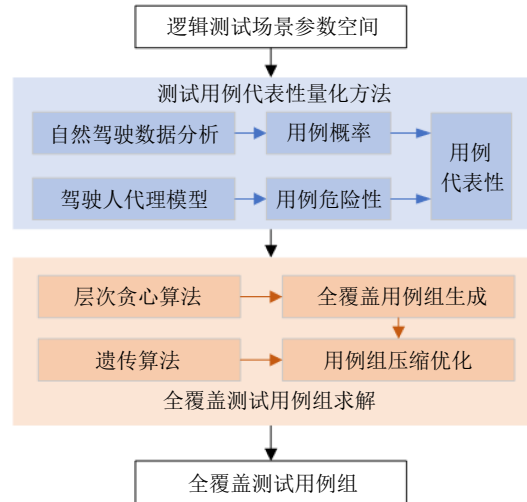 逻辑测试场景参数空间
测试用例代表性量化方法
自然驾驶数据分析
用例概率
用例
代表性
驾驶人代理模型
用例危险性
层次贪心算法
全覆盖用例组生成
遗传算法
用例组压缩优化
全覆盖测试用例组求解
全覆盖测试用例组